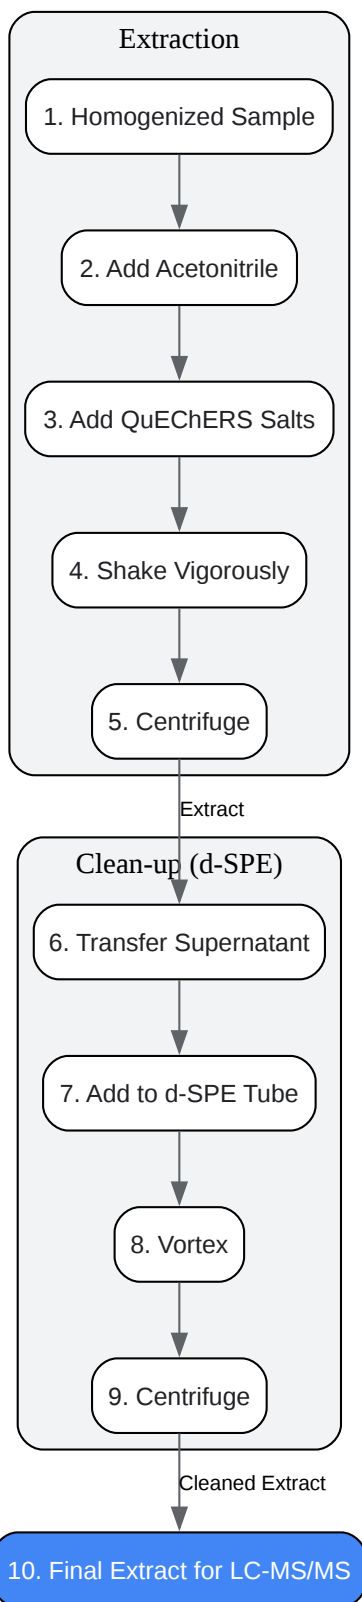 Extraction
1. Homogenized Sample
2. Add Acetonitrile
3. Add QuEChERS Salts
4. Shake Vigorously
5. Centrifuge
Extract
Clean-up (d-SPE)
6. Transfer Supernatant
7. Add to d-SPE Tube
8. Vortex
9. Centrifuge
Cleaned Extract
10. Final Extract for LC-MS/MS